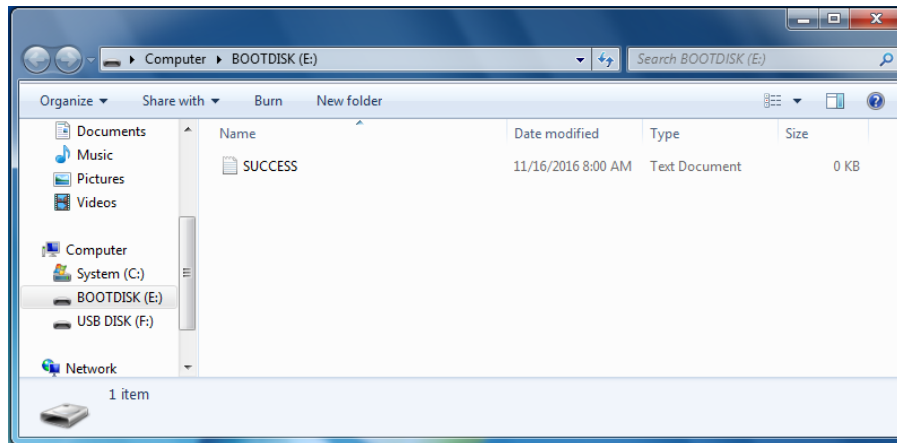 Computer BOOTDISK (E:) Search BOOTDISK (E:)
Organize Share with Burn New folder
Documents
Music
Pictures
Videos
Computer
System (C:)
BOOTDISK (E:)
USB DISK (F:)
Network
Name Date modified Type Size
SUCCESS 11/16/2016 8:00 AM Text Document 0 KB
1 item